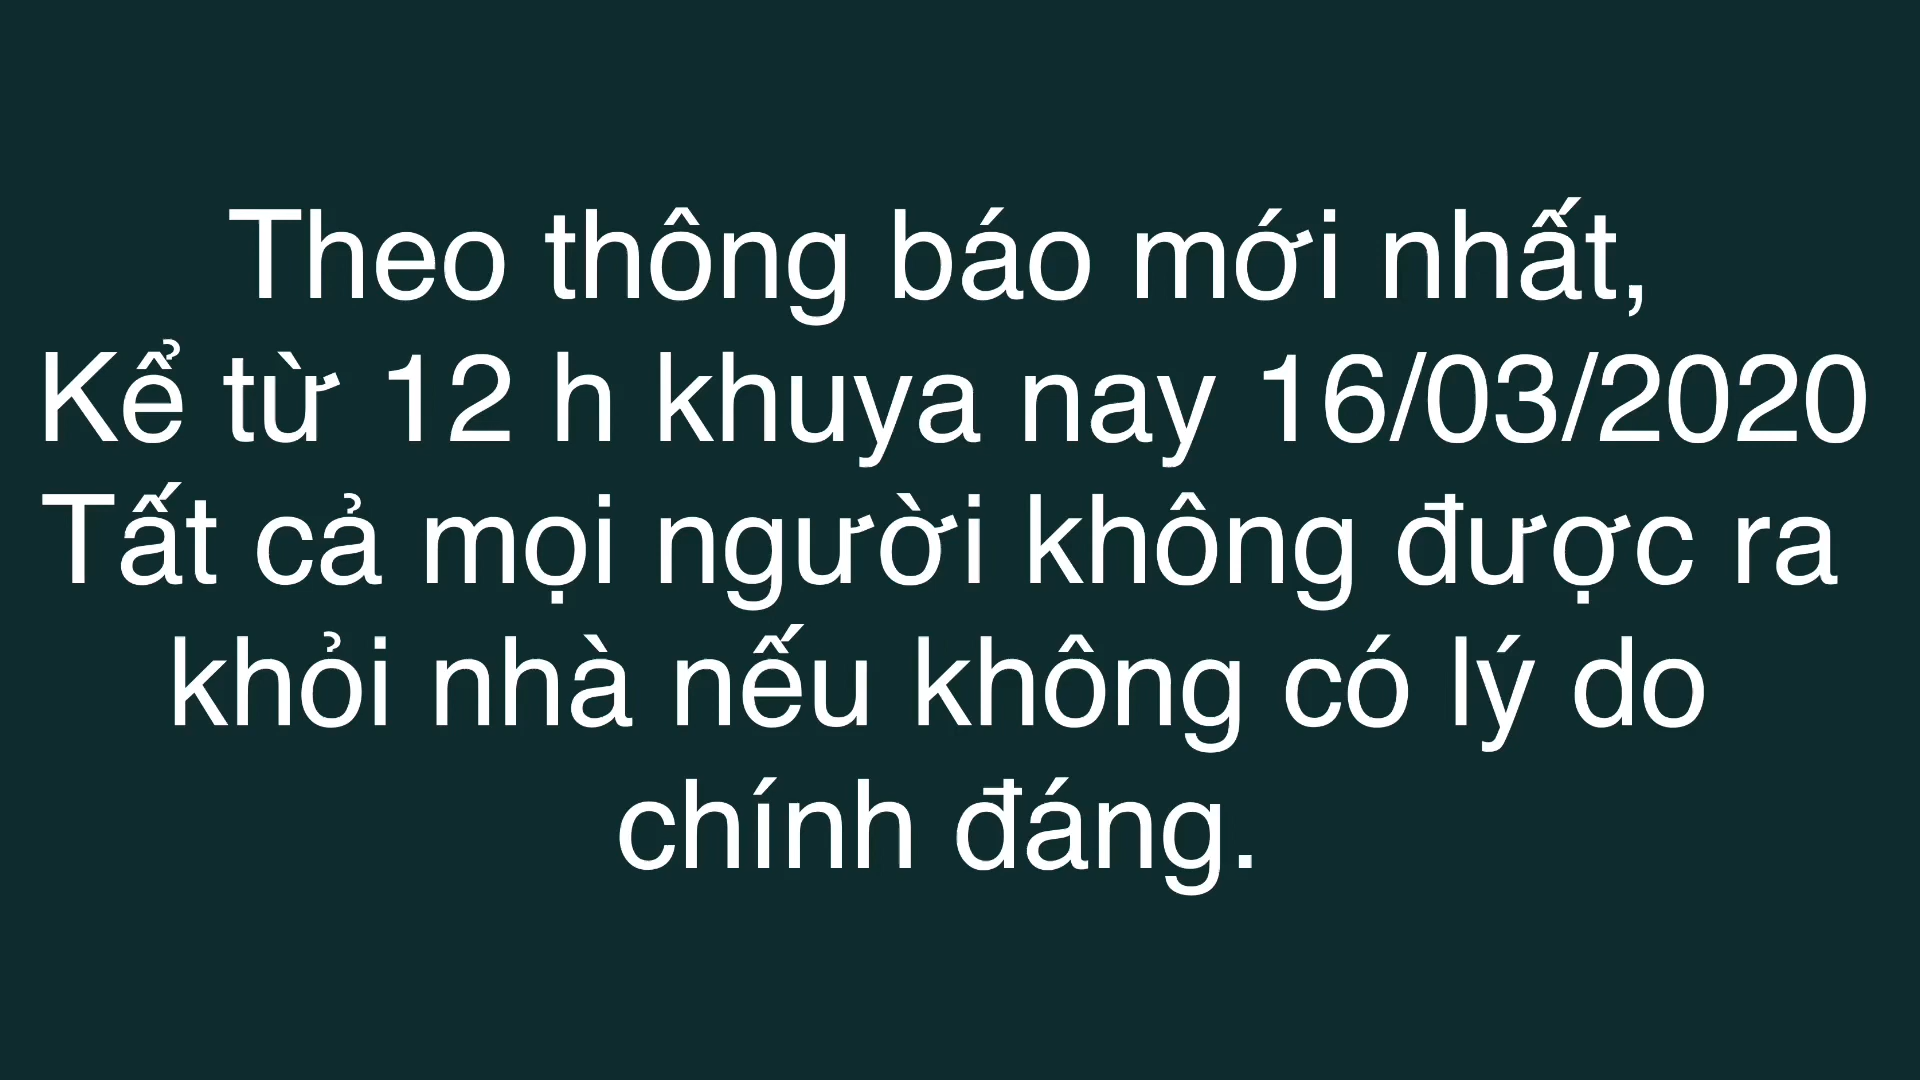 Theo thông báo mới nhất,
Kể từ 12 h khuya nay 16/03/2020
Tất cả mọi người không được ra
khỏi nhà nếu không có lý do
chính đáng.